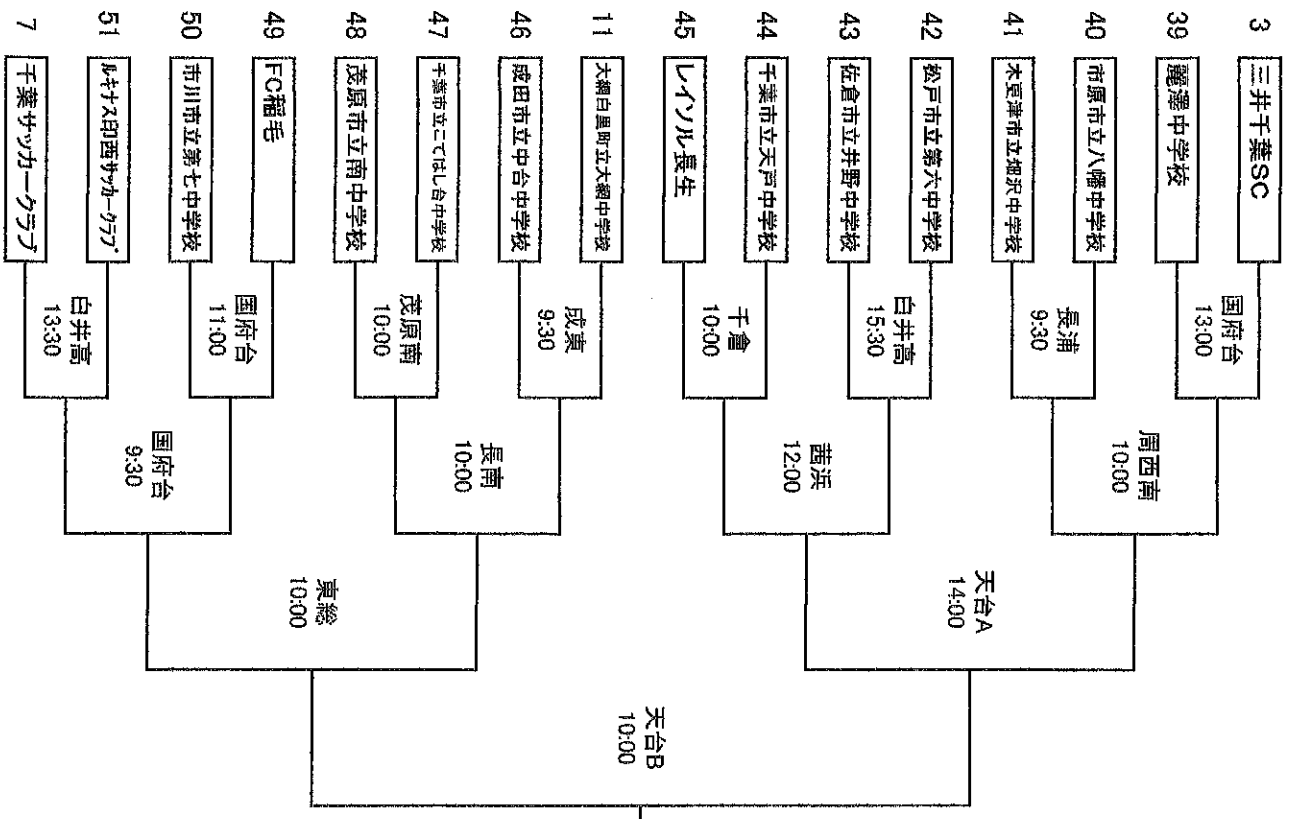 3 三井千葉SC
39 麗澤中学校
40 市原市立八幡中学校
41 木更津市立畑沢中学校
42 松戸市立第六中学校
43 佐倉市立井野中学校
44 千葉市立天戸中学校
45 レイソル長生
11 大網白里町立大網中学校
46 成田市立中台中学校
47 千葉市立こてはし台中学校
48 茂原市立南中学校
49 FC稲毛
50 市川市立第七中学校
51 ルキナス印西サッカークラブ
7 千葉サッカークラブ
国府台
13:00
長浦
9:30
白井高
15:30
千倉
10:00
成東
9:30
茂原南
10:00
国府台
11:00
白井高
13:30
周西南
10:00
茜浜
12:00
長南
10:00
国府台
9:30
天台A
14:00
東総
10:00
天台B
10:00